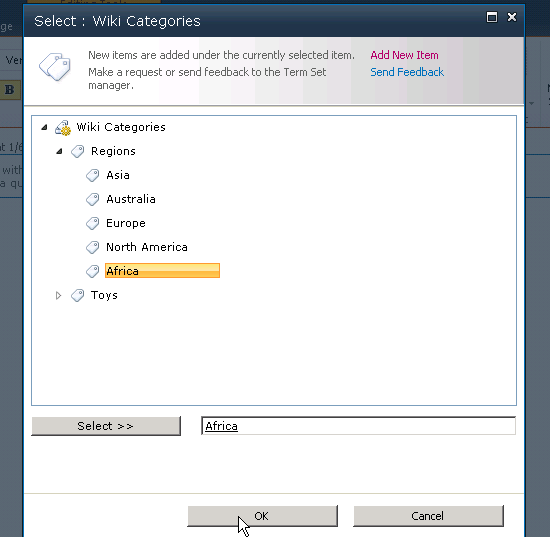 Select : Wiki Categories
New items are added under the currently selected item. Add New Item
Make a request or send feedback to the Term Set Send Feedback
manager.
B
Wiki Categories
Regions
Asia
Australia
Europe
North America
Africa
Toys
Select >> Africa
OK Cancel